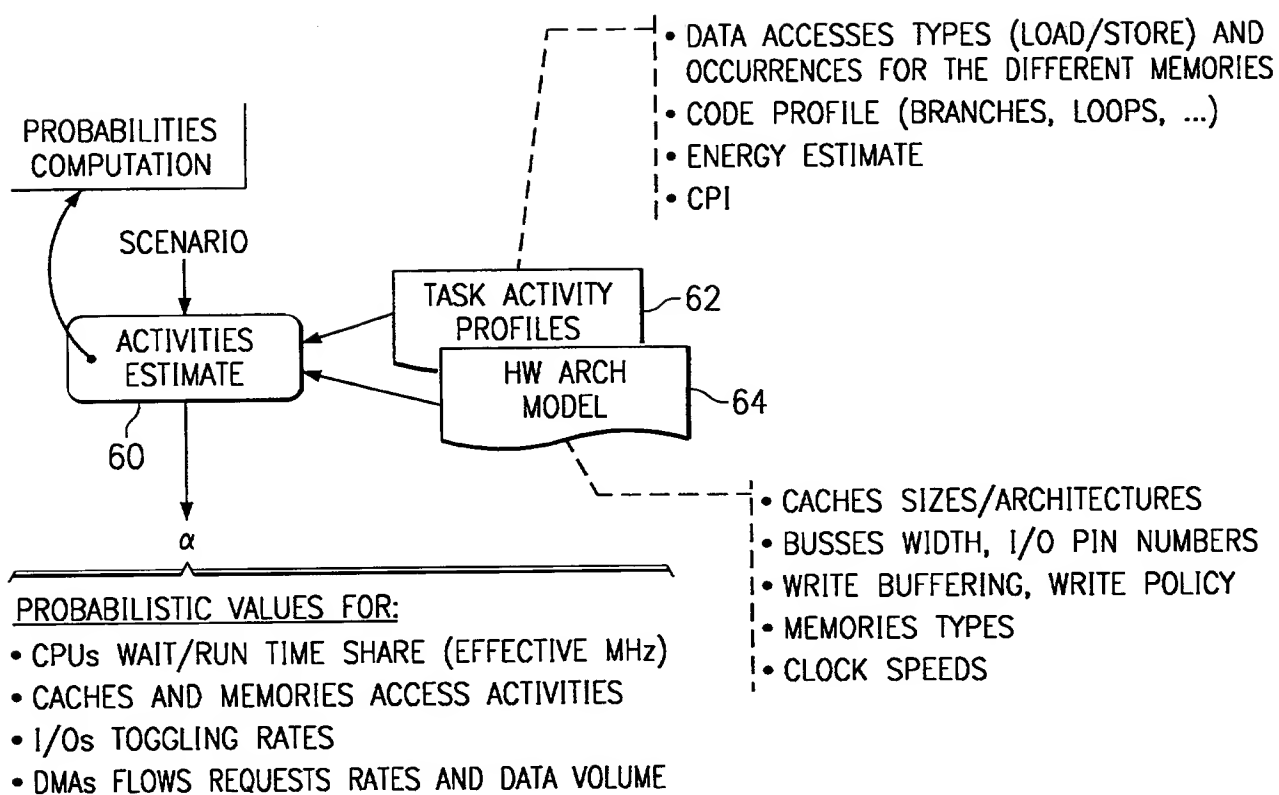 • DATA ACCESSES TYPES (LOAD/STORE) AND
OCCURRENCES FOR THE DIFFERENT MEMORIES
• CODE PROFILE (BRANCHES, LOOPS, ...)
• ENERGY ESTIMATE
• CPI
PROBABILITIES
COMPUTATION
SCENARIO
TASK ACTIVITY
PROFILES
62
ACTIVITIES
ESTIMATE
60
HW ARCH
MODEL
64
• CACHES SIZES/ARCHITECTURES
• BUSSES WIDTH, I/O PIN NUMBERS
• WRITE BUFFERING, WRITE POLICY
• MEMORIES TYPES
• CLOCK SPEEDS
α
PROBABILISTIC VALUES FOR:
• CPUs WAIT/RUN TIME SHARE (EFFECTIVE MHz)
• CACHES AND MEMORIES ACCESS ACTIVITIES
• I/Os TOGGLING RATES
• DMAs FLOWS REQUESTS RATES AND DATA VOLUME